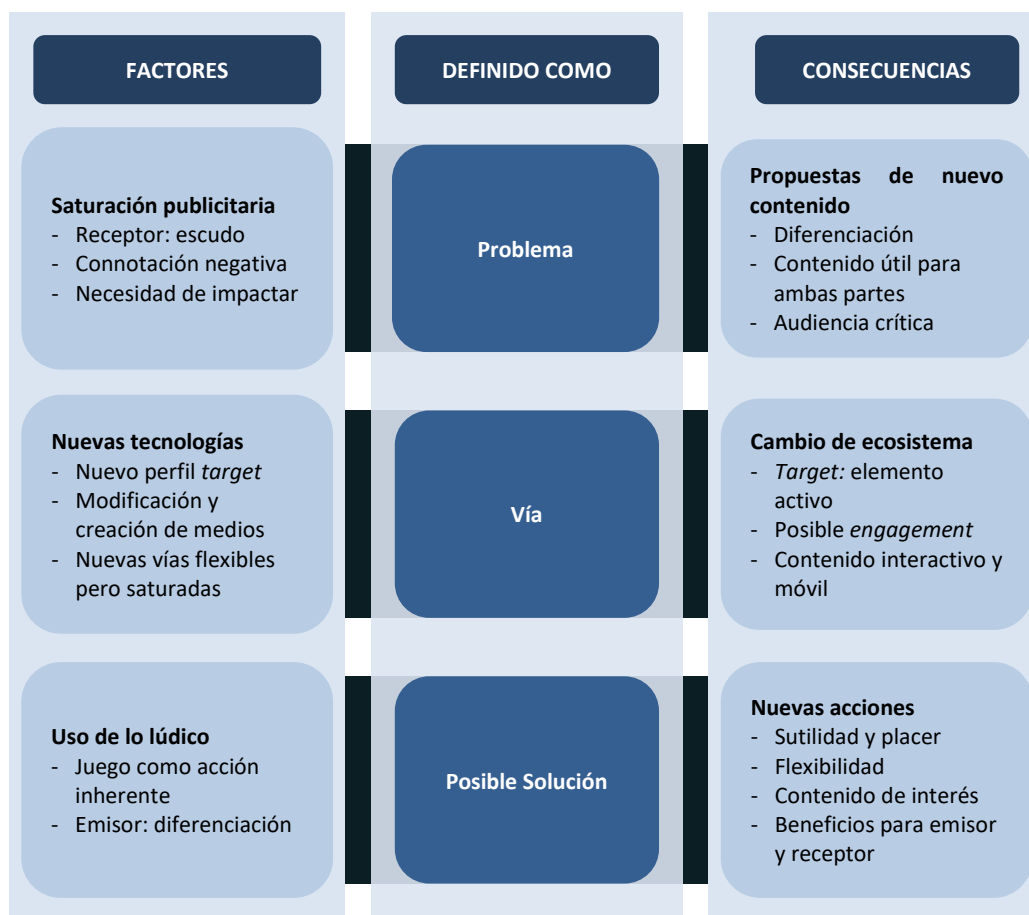 FACTORES
DEFINIDO COMO
CONSECUENCIAS
Saturación publicitaria
- Receptor: escudo
- Connotación negativa
- Necesidad de impactar
Problema
Propuestas de nuevo
contenido
- Diferenciación
- Contenido útil para
ambas partes
- Audiencia crítica
Nuevas tecnologías
- Nuevo perfil target
- Modificación y
creación de medios
- Nuevas vías flexibles
pero saturadas
Vía
Cambio de ecosistema
- Target: elemento
activo
- Posible engagement
- Contenido interactivo y
móvil
Uso de lo lúdico
- Juego como acción
inherente
- Emisor: diferenciación
Posible Solución
Nuevas acciones
- Sutilidad y placer
- Flexibilidad
- Contenido de interés
- Beneficios para emisor
y receptor